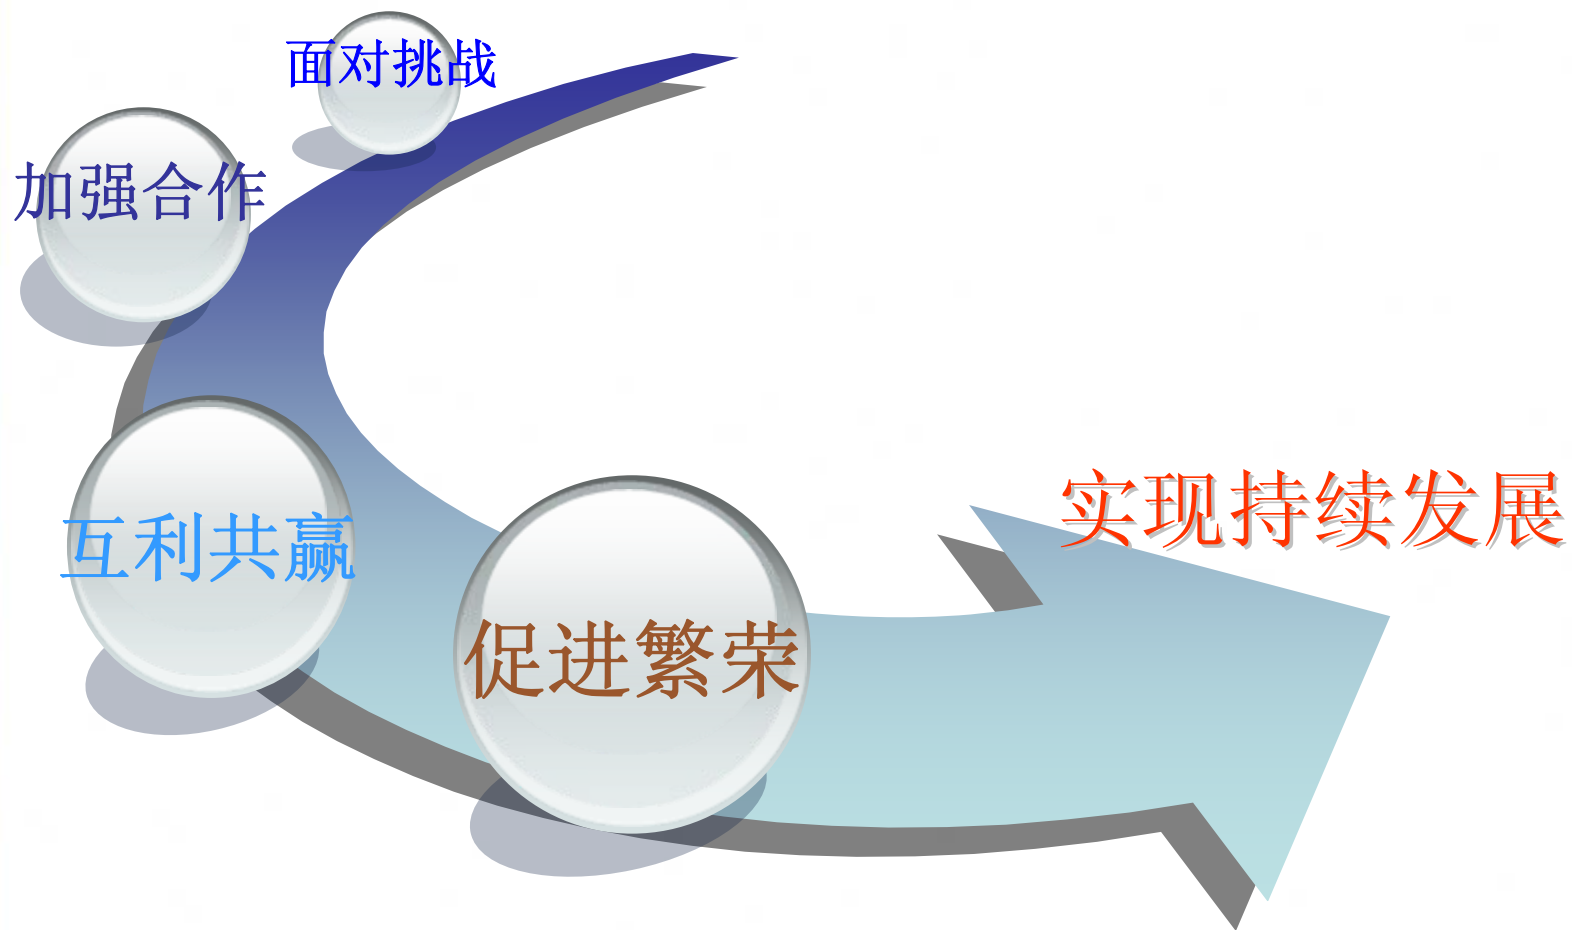 面对挑战
加强合作
互利共赢
促进繁荣
实现持续发展